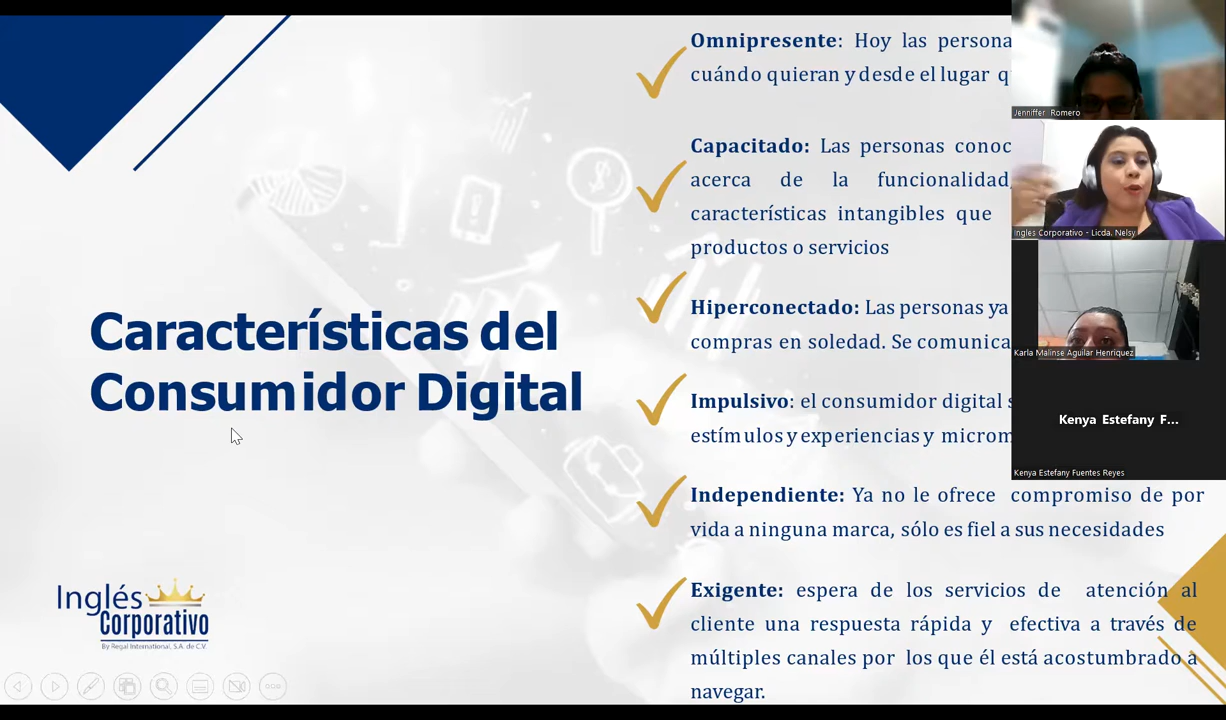 Características del
Consumidor Digital
Omnipresente: Hoy las persona
cuándo quieran y desde el lugar
Capacitado: Las personas conoc
acerca de la funcionalidad,
características intangibles que
productos o servicios
Hiperconectado: Las personas ya
compras en soledad. Se comunica
Impulsivo: el consumidor digital
estímulos y experiencias y microm
Independiente: Ya no le ofrece compromiso de por
vida a ninguna marca, sólo es fiel a sus necesidades
Exigente: espera de los servicios de atención al
cliente una respuesta rápida y efectiva a través de
múltiples canales por los que él está acostumbrado a
navegar.
Inglés
Corporativo
By Regal International, S.A. de C.V.
Jenniffer Romero
Inglés Corporativo - Licda. Nelsy
Karla Malinse Aguilar Henríquez
Kenya Estefany F...
Kenya Estefany Fuentes Reyes